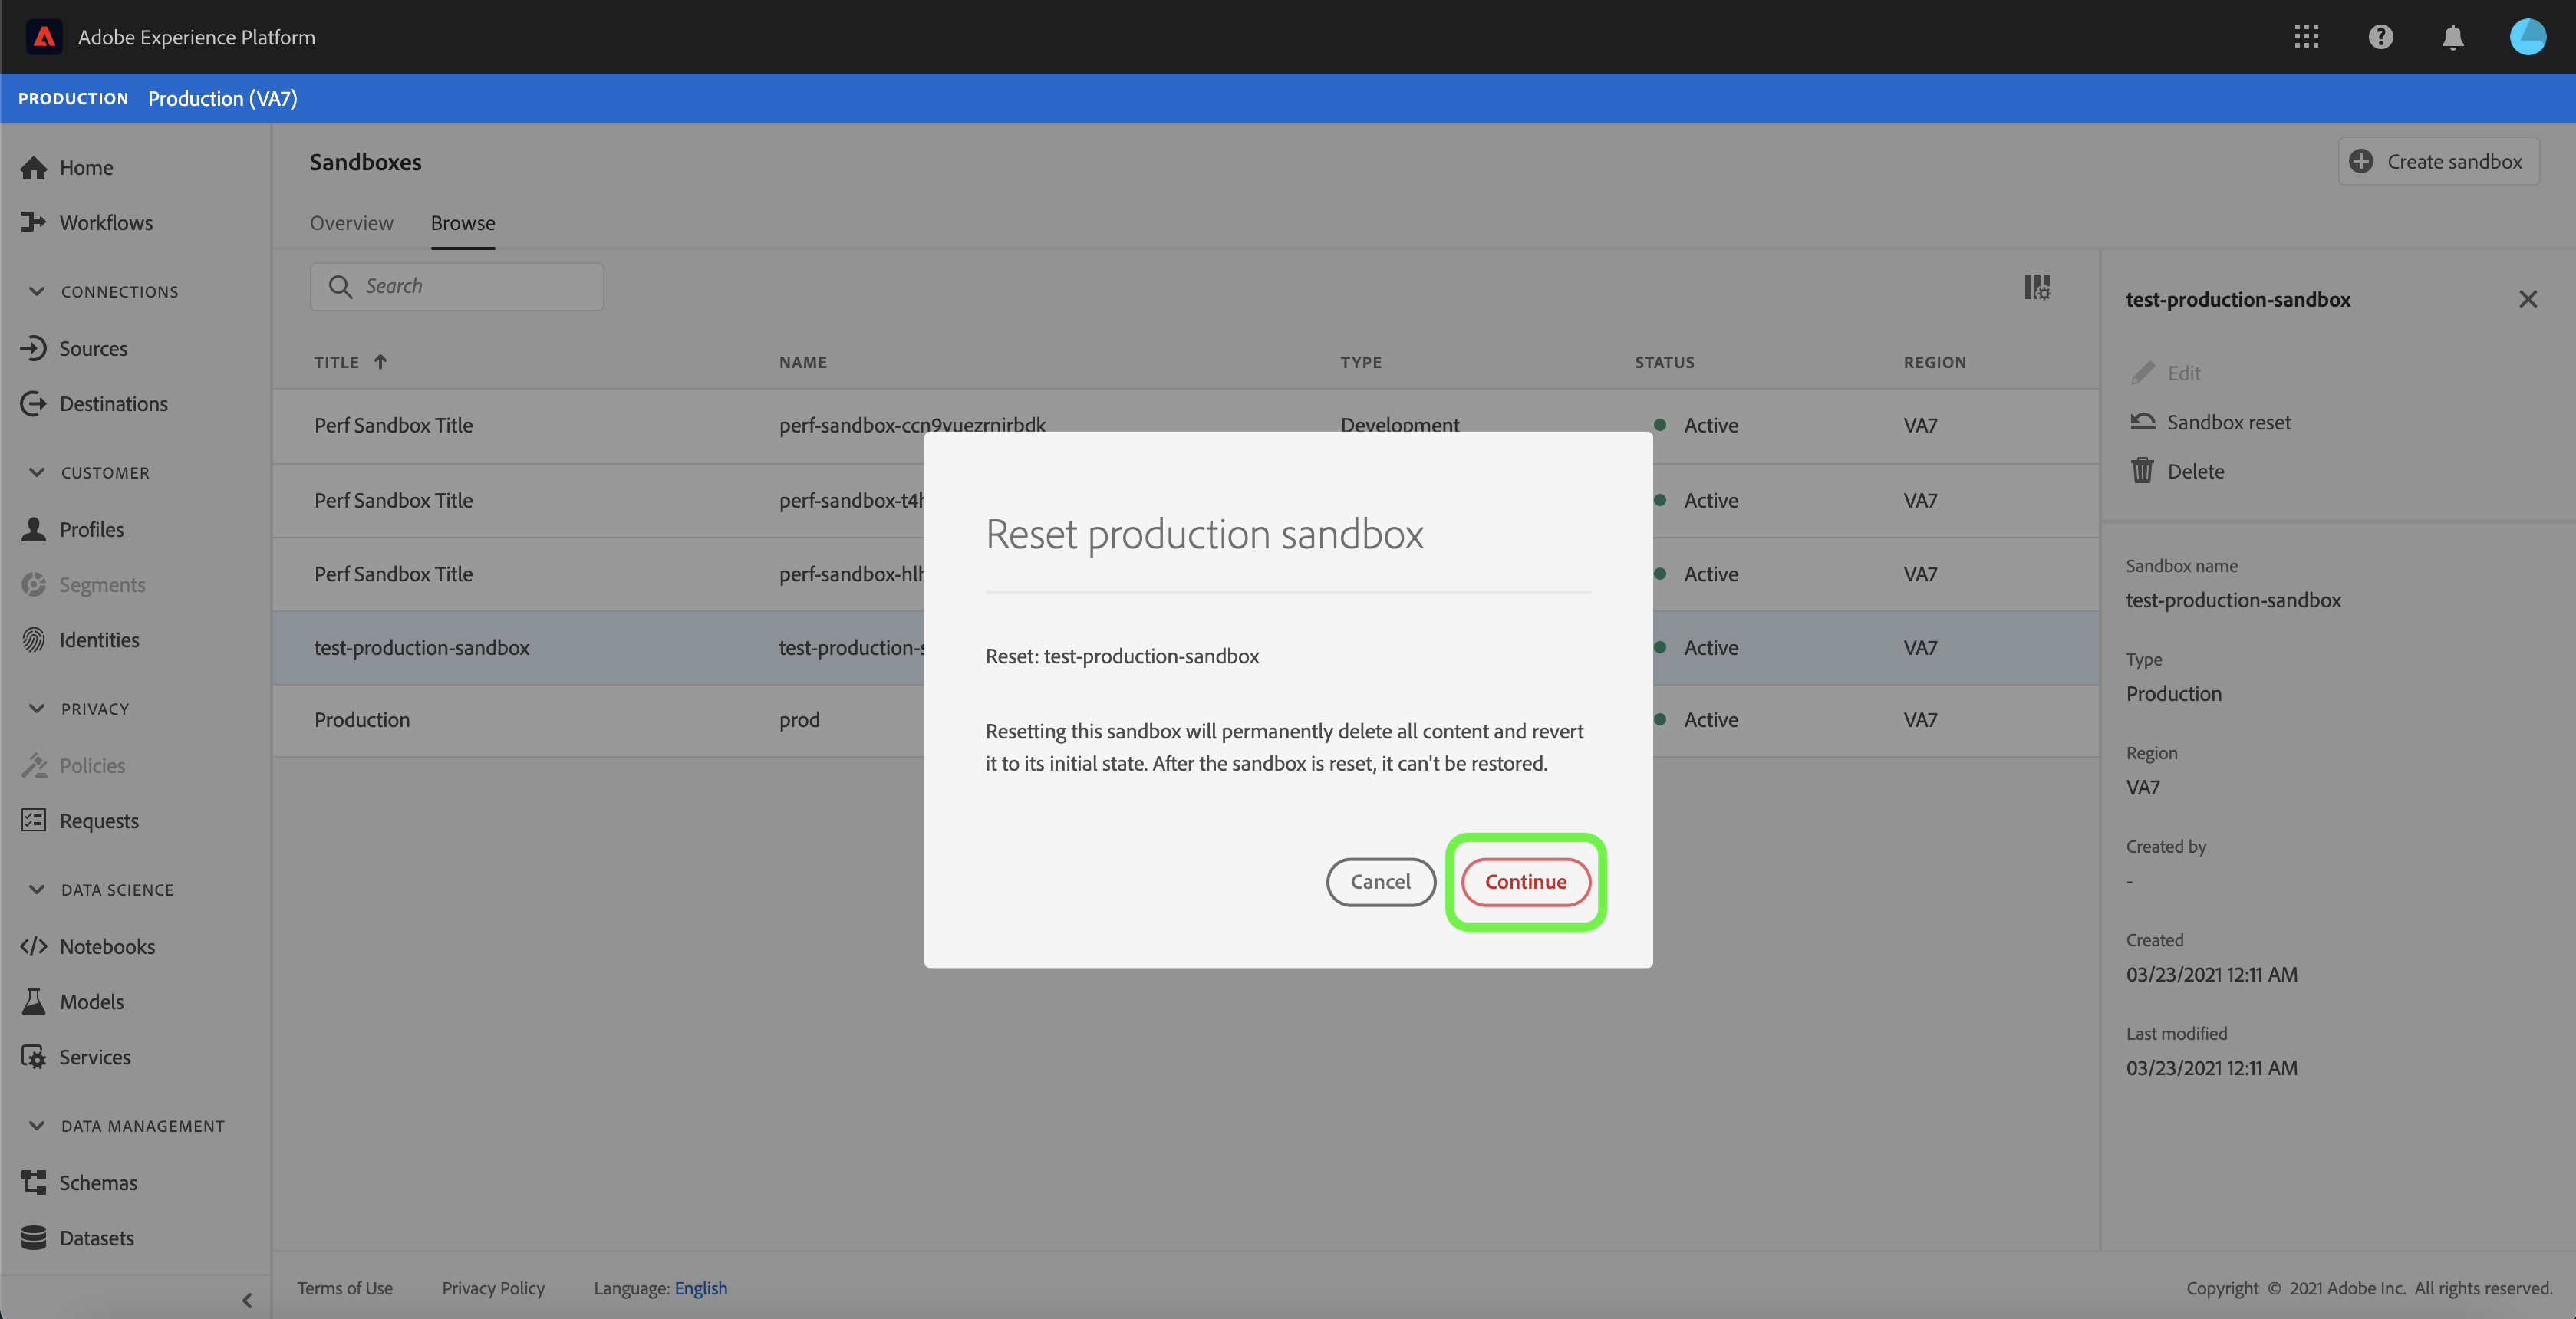 Adobe Experience Platform
PRODUCTION Production (VA7)
Home
Workflows
CONNECTIONS
Sources
Destinations
CUSTOMER
Profiles
Segments
Identities
PRIVACY
Policies
Requests
DATA SCIENCE
Notebooks
Models
Services
DATA MANAGEMENT
Schemas
Datasets
Sandboxes
Create sandbox
Overview Browse
Search
TITLE NAME TYPE STATUS REGION
Perf Sandbox Title perf-sandbox-ccn9vuezrnirbdk Development Active VA7
Perf Sandbox Title perf-sandbox-t4h Active VA7
Perf Sandbox Title perf-sandbox-hlh Active VA7
test-production-sandbox test-production-s Active VA7
Production prod Active VA7
Reset production sandbox
Reset: test-production-sandbox
Resetting this sandbox will permanently delete all content and revert
it to its initial state. After the sandbox is reset, it can't be restored.
Cancel Continue
test-production-sandbox
Edit
Sandbox reset
Delete
Sandbox name
test-production-sandbox
Type
Production
Region
VA7
Created by
-
Created
03/23/2021 12:11 AM
Last modified
03/23/2021 12:11 AM
Terms of Use Privacy Policy Language: English Copyright © 2021 Adobe Inc. All rights reserved.